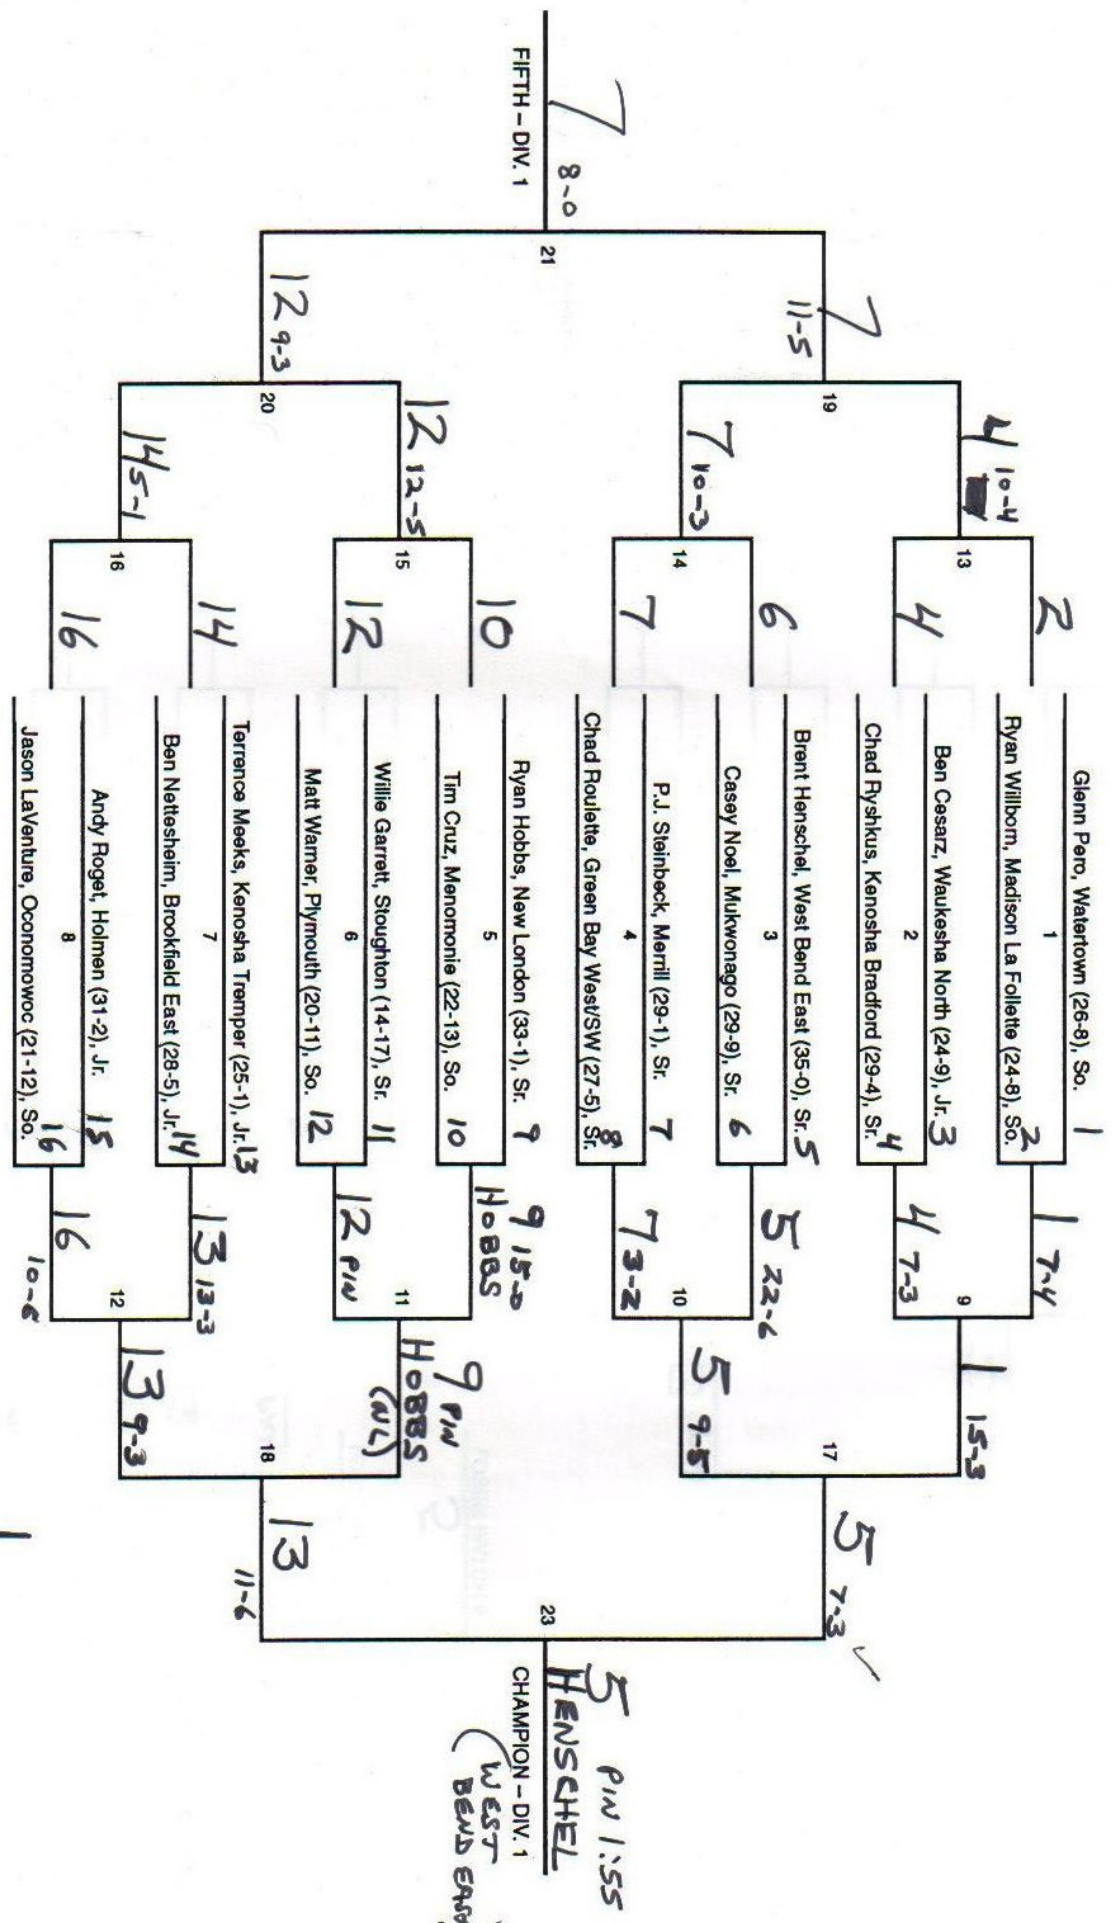 7
8-0
FIFTH – DIV. 1
21
7
11-5
12 9-3
19
20
4 10-4
7 10-3
12 12-5
14 5-1
13
14
15
16
2
4
6
7
10
12
14
16
Glenn Pero, Watertown (26-8), So. 1
1
Ryan Willborn, Madison La Follette (24-8), So. 2
Ben Cesarz, Waukesha North (24-9), Jr. 3
2
Chad Ryshkus, Kenosha Bradford (29-4), Sr. 4
Brent Henschel, West Bend East (35-0), Sr. 5
3
Casey Noel, Mukwonago (29-9), Sr. 6
P.J. Steinbeck, Merrill (29-1), Sr. 7
4
Chad Roulette, Green Bay West/SW (27-5), Sr. 8
Ryan Hobbs, New London (33-1), Sr. 9
5
Tim Cruz, Menomonie (22-13), So. 10
Willie Garrett, Stoughton (14-17), Sr. 11
6
Matt Warner, Plymouth (20-11), So. 12
Terrence Meeks, Kenosha Tremper (25-1), Jr. 13
7
Ben Nettesheim, Brookfield East (28-5), Jr. 14
Andy Roget, Holmen (31-2), Jr. 15
8
Jason LaVenture, Oconomowoc (21-12), So. 16
1 7-4
4 7-3
5 22-6
7 3-2
9 15-0
HOBBS
12 PIN
13 13-3
16
10-6
9
10
11
12
1
15-3
5 9-5
9 PIN
HOBBS
(NL)
13 9-3
17
18
5
7-3
13
11-6
23
5 PIN 1:55
HENSCHEL
CHAMPION – DIV. 1
(WEST
BEND EAST)